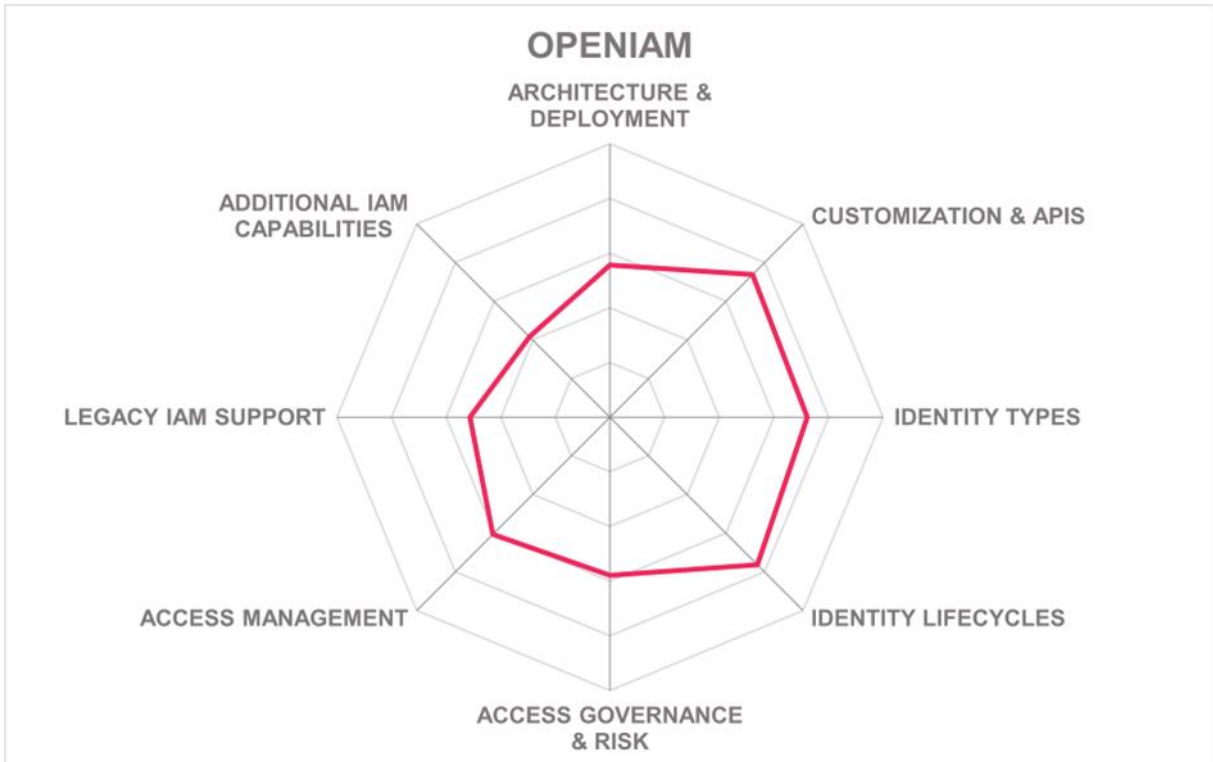 OPENIAM
ARCHITECTURE &
DEPLOYMENT
ADDITIONAL IAM
CAPABILITIES
CUSTOMIZATION & APIS
LEGACY IAM SUPPORT
IDENTITY TYPES
ACCESS MANAGEMENT
IDENTITY LIFECYCLES
ACCESS GOVERNANCE
& RISK